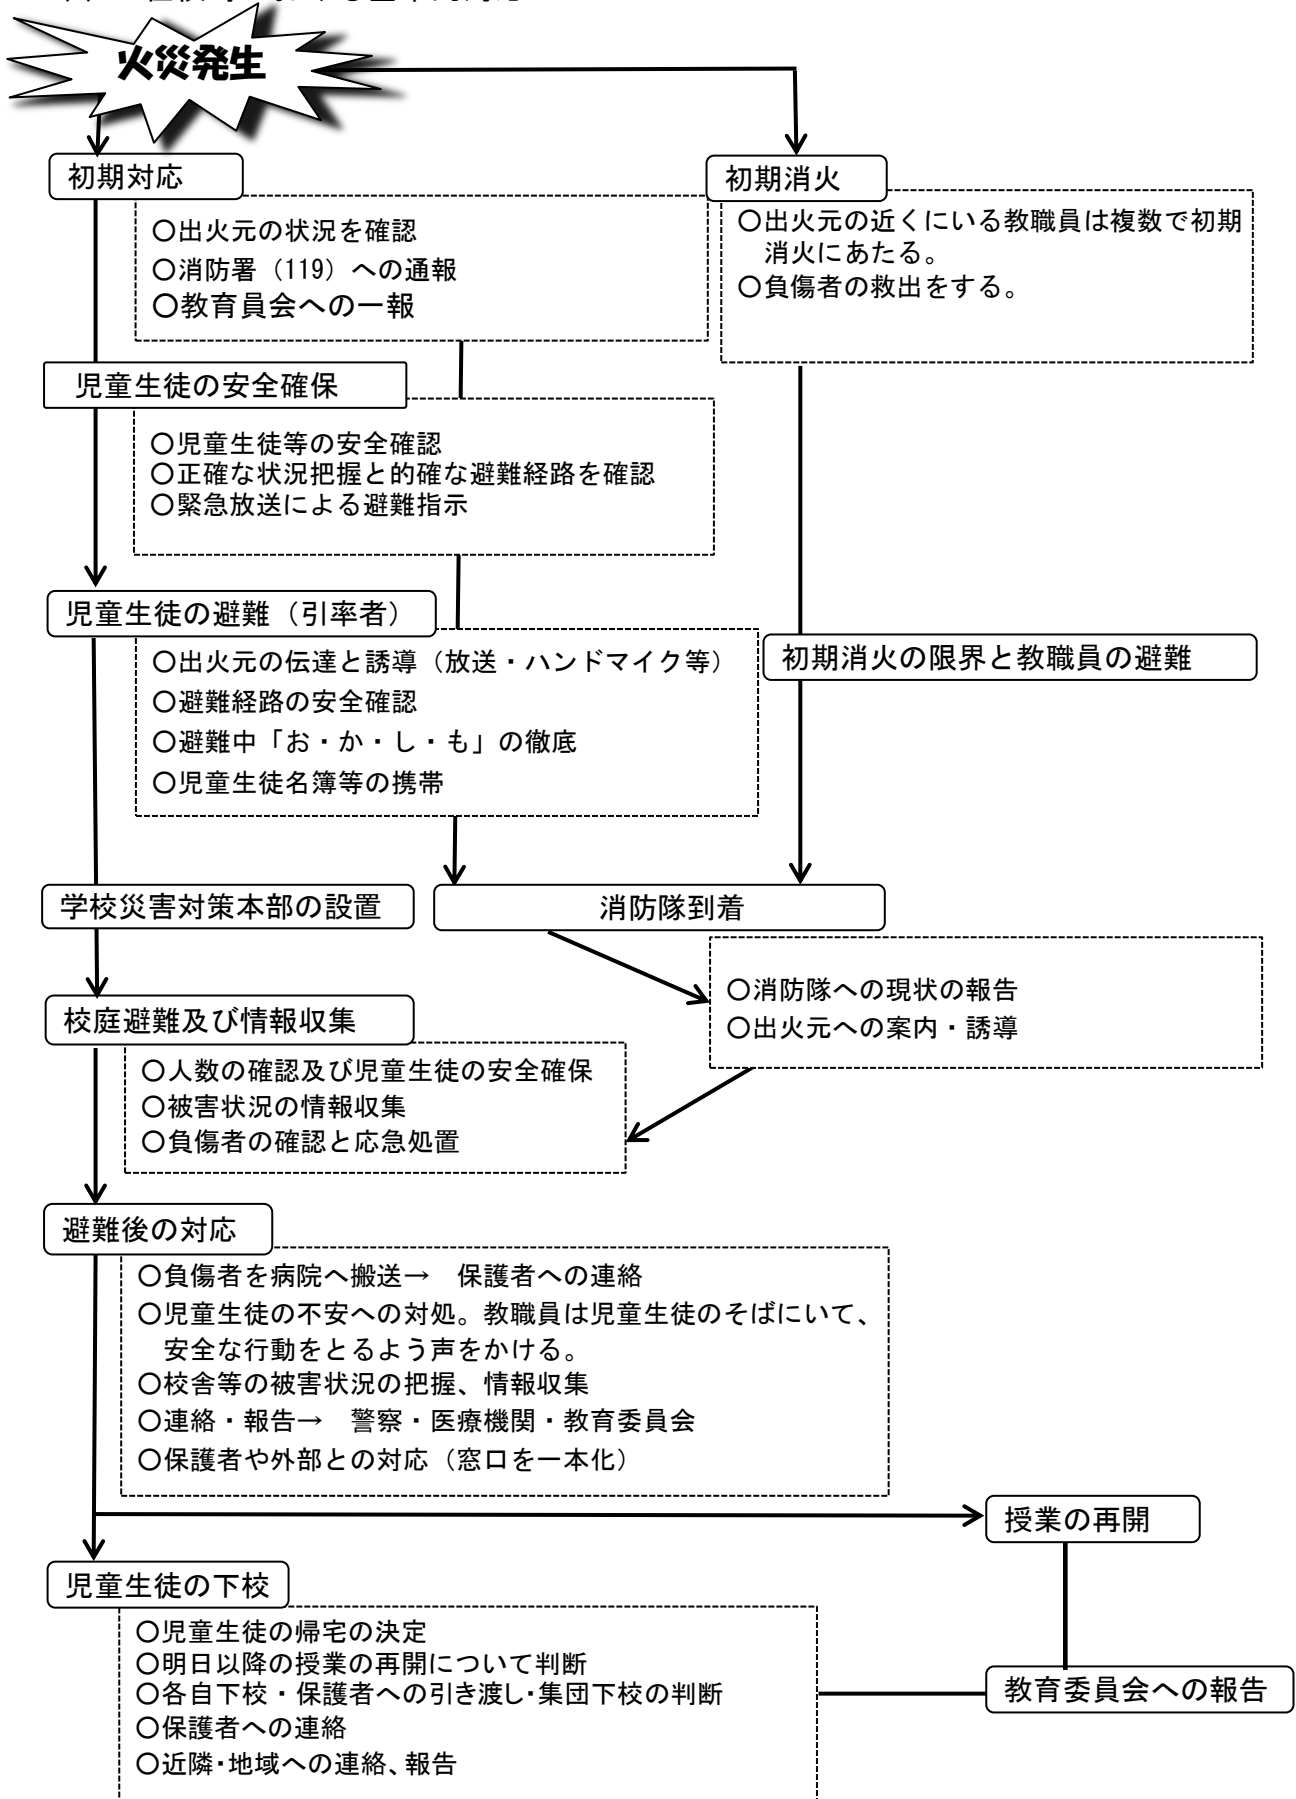 火災発生
初期対応
○出火元の状況を確認
○消防署（119）への通報
○教育員会への一報
初期消火
○出火元の近くにいる教職員は複数で初期
消火にあたる。
○負傷者の救出をする。
児童生徒の安全確保
○児童生徒等の安全確認
○正確な状況把握と的確な避難経路を確認
○緊急放送による避難指示
児童生徒の避難（引率者）
○出火元の伝達と誘導（放送・ハンドマイク等）
○避難経路の安全確認
○避難中「お・か・し・も」の徹底
○児童生徒名簿等の携帯
初期消火の限界と教職員の避難
学校災害対策本部の設置
消防隊到着
○消防隊への現状の報告
○出火元への案内・誘導
校庭避難及び情報収集
○人数の確認及び児童生徒の安全確保
○被害状況の情報収集
○負傷者の確認と応急処置
避難後の対応
○負傷者を病院へ搬送→　保護者への連絡
○児童生徒の不安への対処。教職員は児童生徒のそばにいて、
安全な行動をとるよう声をかける。
○校舎等の被害状況の把握、情報収集
○連絡・報告→　警察・医療機関・教育委員会
○保護者や外部との対応（窓口を一本化）
授業の再開
児童生徒の下校
○児童生徒の帰宅の決定
○明日以降の授業の再開について判断
○各自下校・保護者への引き渡し・集団下校の判断
○保護者への連絡
○近隣・地域への連絡、報告
教育委員会への報告